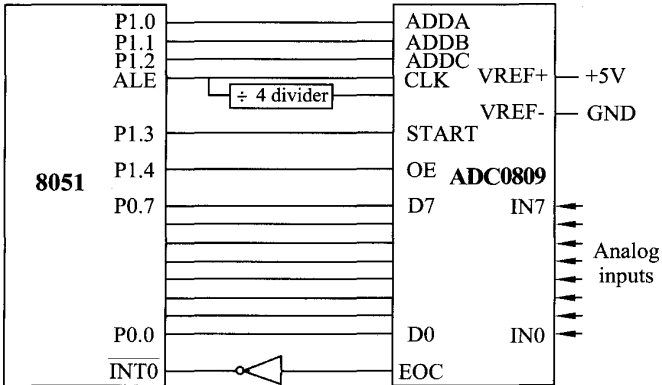 P1.0
P1.1
P1.2
ALE
÷ 4 divider
P1.3
P1.4
8051
P0.7
P0.0
INT0
ADDA
ADDB
ADDC
CLK
VREF+
+5V
VREF-
GND
START
OE
ADC0809
D7
IN7
Analog
inputs
D0
IN0
EOC